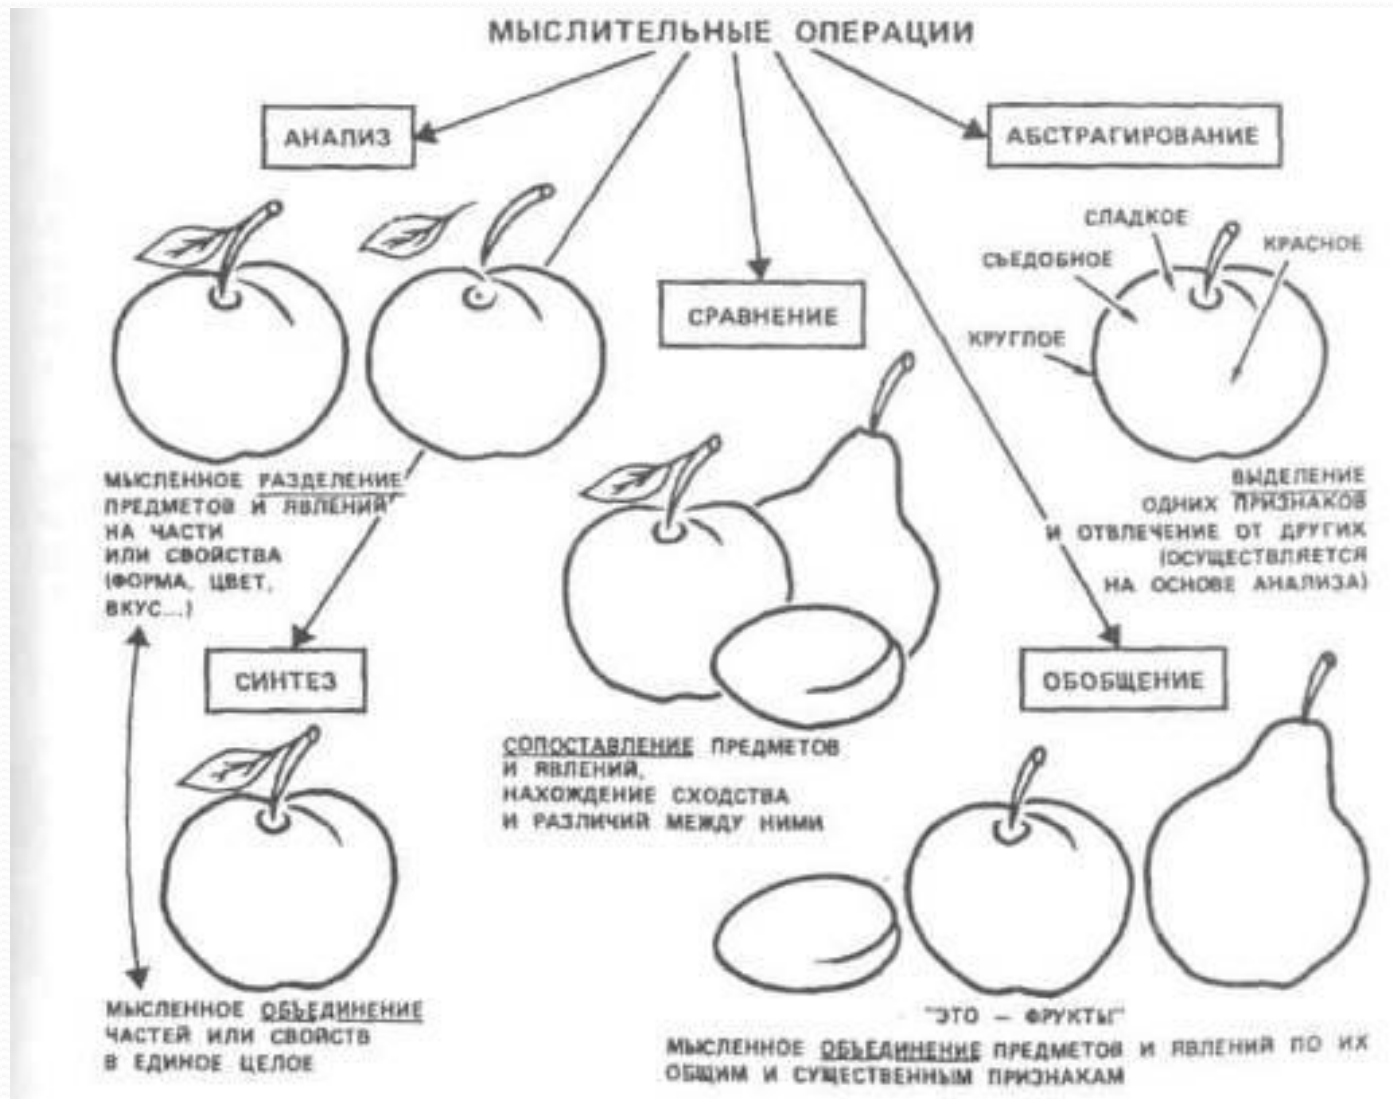 МЫСЛИТЕЛЬНЫЕ ОПЕРАЦИИ
АНАЛИЗ
АБСТРАГИРОВАНИЕ
СЛАДКОЕ
КРАСНОЕ
СЪЕДОБНОЕ
КРУГЛОЕ
СРАВНЕНИЕ
МЫСЛЕННОЕ РАЗДЕЛЕНИЕ
ПРЕДМЕТОВ И ЯВЛЕНИЙ
НА ЧАСТИ
ИЛИ СВОЙСТВА
(ФОРМА, ЦВЕТ,
ВКУС...)
ВЫДЕЛЕНИЕ
ОДНИХ ПРИЗНАКОВ
И ОТВЛЕЧЕНИЕ ОТ ДРУГИХ
(ОСУЩЕСТВЛЯЕТСЯ
НА ОСНОВЕ АНАЛИЗА)
СИНТЕЗ
ОБОБЩЕНИЕ
СОПОСТАВЛЕНИЕ ПРЕДМЕТОВ
И ЯВЛЕНИЙ,
НАХОЖДЕНИЕ СХОДСТВА
И РАЗЛИЧИЙ МЕЖДУ НИМИ
МЫСЛЕННОЕ ОБЪЕДИНЕНИЕ
ЧАСТЕЙ ИЛИ СВОЙСТВ
В ЕДИНОЕ ЦЕЛОЕ
"ЭТО — ФРУКТЫ"
МЫСЛЕННОЕ ОБЪЕДИНЕНИЕ ПРЕДМЕТОВ И ЯВЛЕНИЙ ПО ИХ
ОБЩИМ И СУЩЕСТВЕННЫМ ПРИЗНАКАМ